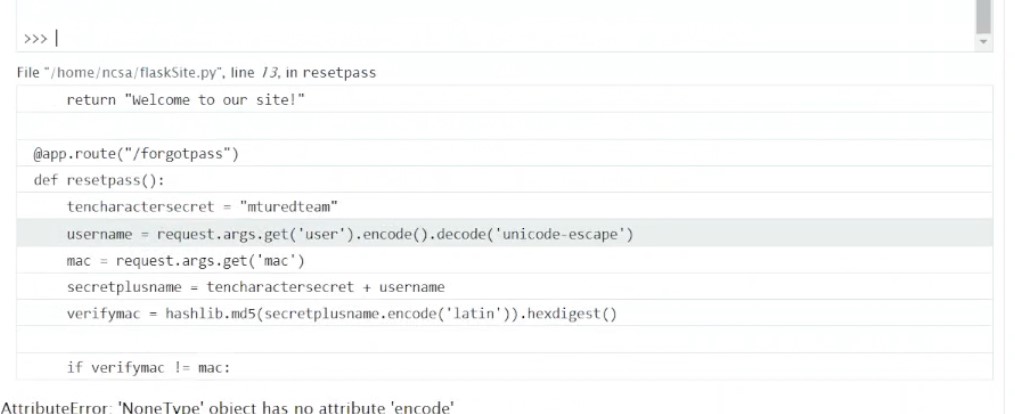 >>> |
File "/home/ncsa/flaskSite.py", line 13, in resetpass
return "Welcome to our site!"
@app.route("/forgotpass")
def resetpass():
tencharactersecret = "mturedteam"
username = request.args.get('user').encode().decode('unicode-escape')
mac = request.args.get('mac')
secretplusname = tencharactersecret + username
verifymac = hashlib.md5(secretplusname.encode('latin')).hexdigest()
if verifymac != mac:
AttributeError: 'NoneType' object has no attribute 'encode'